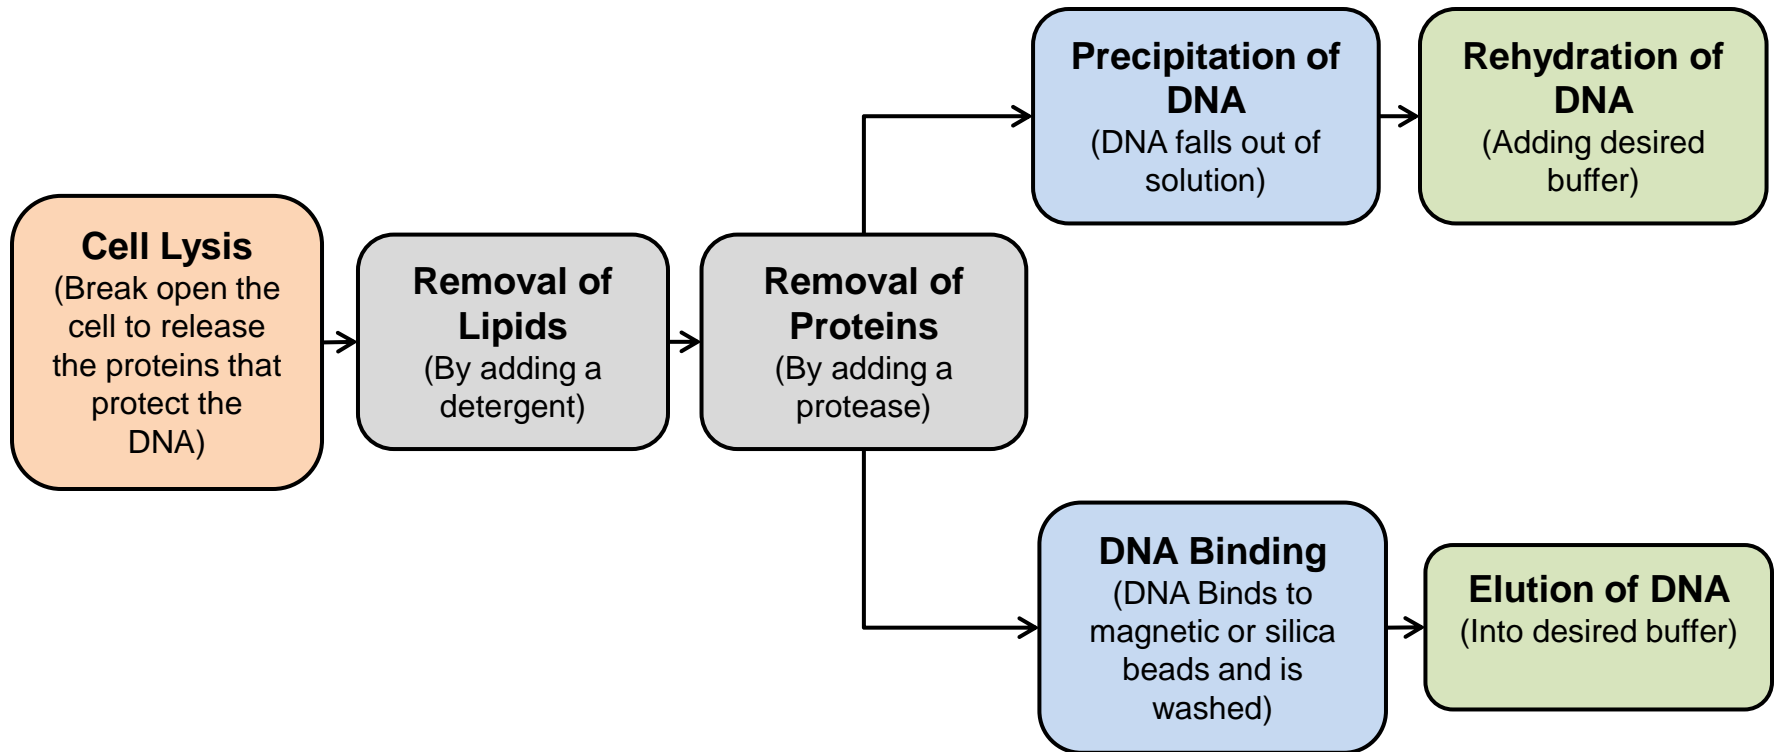 Cell Lysis
(Break open the
cell to release
the proteins that
protect the
DNA)
Removal of
Lipids
(By adding a
detergent)
Removal of
Proteins
(By adding a
protease)
Precipitation of
DNA
(DNA falls out of
solution)
Rehydration of
DNA
(Adding desired
buffer)
DNA Binding
(DNA Binds to
magnetic or silica
beads and is
washed)
Elution of DNA
(Into desired buffer)